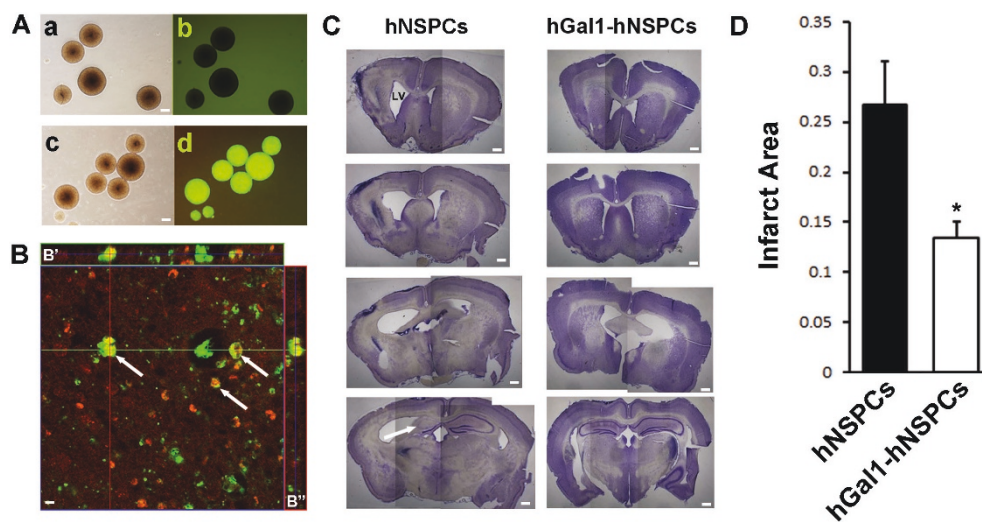 A
a
b
c
d
B
B'
B"
C
hNSPCs
hGal1-hNSPCs
LV
D
Infarct Area
0.35
0.3
0.25
0.2
0.15
0.1
0.05
0
*
hNSPCs
hGal1-hNSPCs